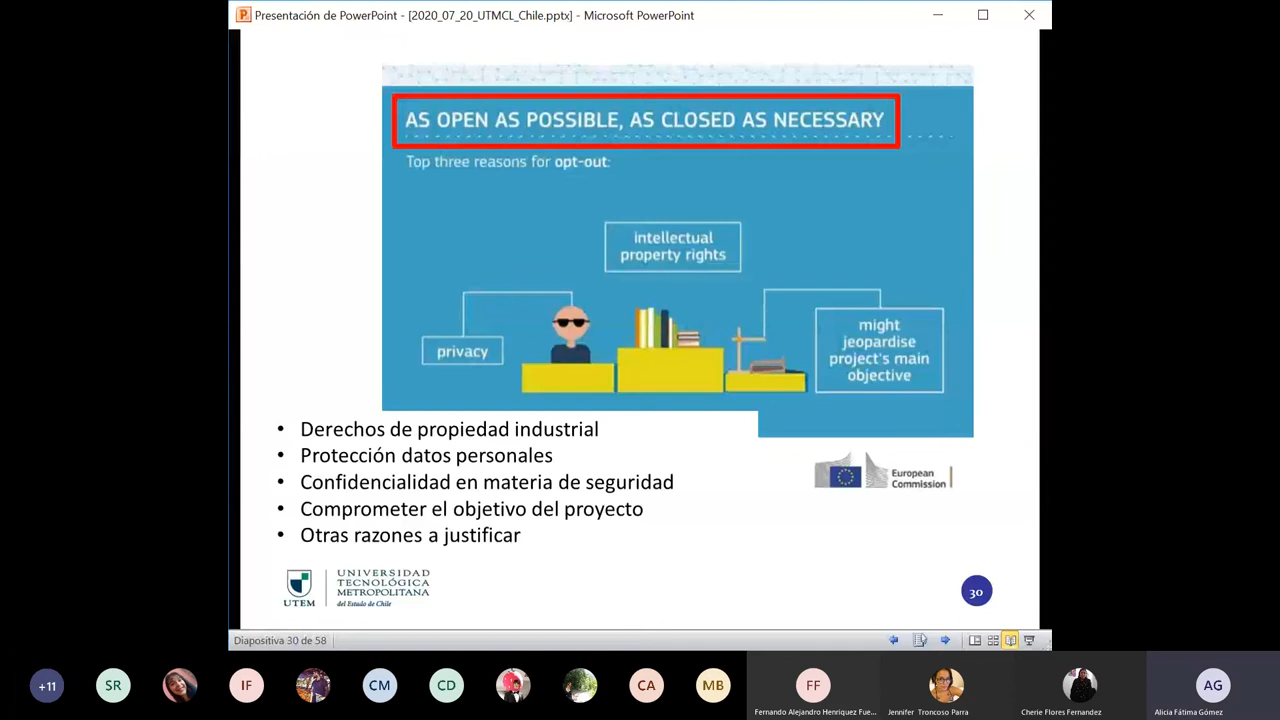 Presentación de PowerPoint - [2020_07_20_UTMCL_Chile.pptx] - Microsoft PowerPoint
AS OPEN AS POSSIBLE, AS CLOSED AS NECESSARY
Top three reasons for opt-out:
intellectual
property rights
privacy
might
jeopardise
project's main
objective
• Derechos de propiedad industrial
• Protección datos personales
• Confidencialidad en materia de seguridad
• Comprometer el objetivo del proyecto
• Otras razones a justificar
European
Commission
UTEM
UNIVERSIDAD
TECNOLÓGICA
METROPOLITANA
del Estado de Chile
30
Diapositiva 30 de 58
+11
SR
IF
CM
CD
CA
MB
FF
AG
Fernando Alejandro Henriquez Fue...
Jennifer Troncoso Parra
Cherie Flores Fernandez
Alicia Fátima Gómez